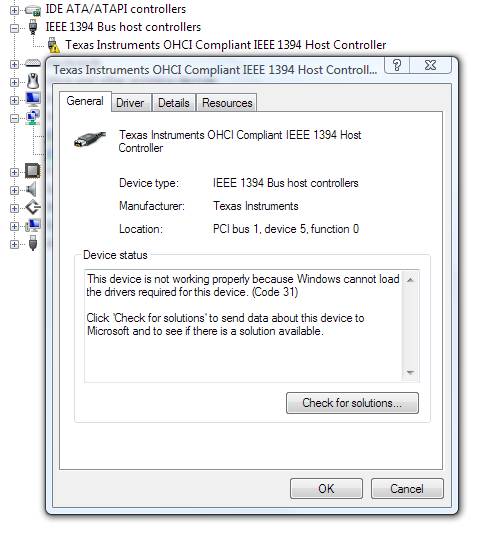 IDE ATA/ATAPI controllers
IEEE 1394 Bus host controllers
Texas Instruments OHCI Compliant IEEE 1394 Host Controller
Texas Instruments OHCI Compliant IEEE 1394 Host Controll...
General Driver Details Resources
Texas Instruments OHCI Compliant IEEE 1394 Host
Controller
Device type: IEEE 1394 Bus host controllers
Manufacturer: Texas Instruments
Location: PCI bus 1, device 5, function 0
Device status
This device is not working properly because Windows cannot load
the drivers required for this device. (Code 31)
Click 'Check for solutions' to send data about this device to
Microsoft and to see if there is a solution available.
Check for solutions...
OK Cancel